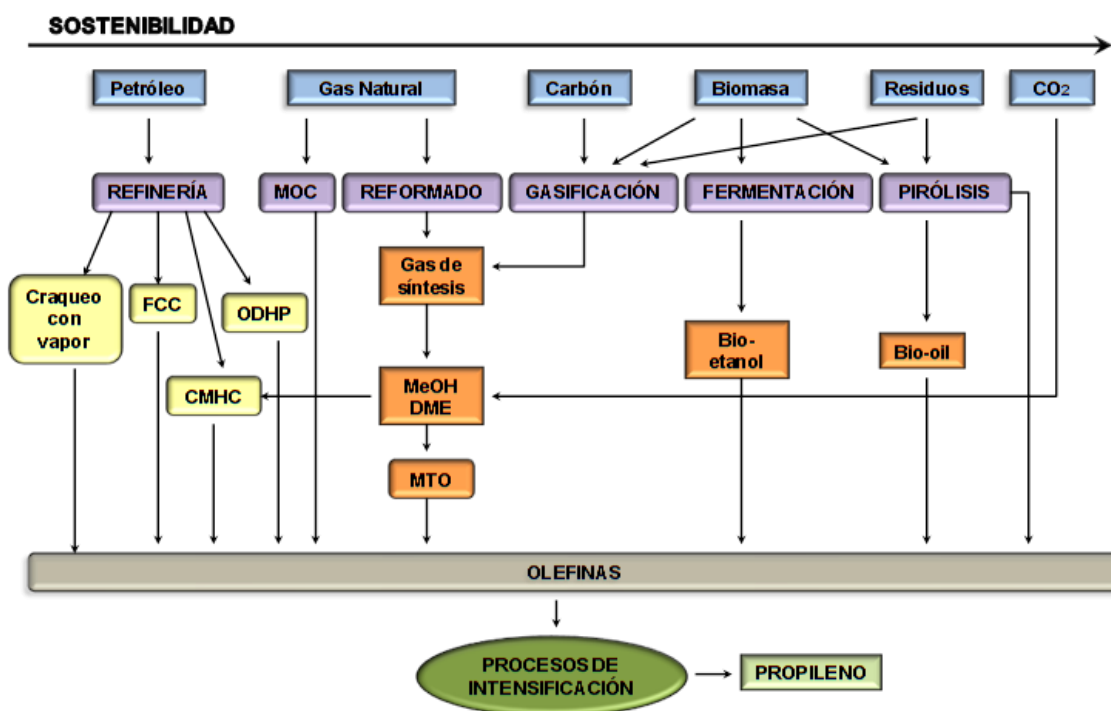 SOSTENIBILIDAD
Petróleo
Gas Natural
Carbón
Biomasa
Residuos
CO₂
REFINERÍA
MOC
REFORMADO
GASIFICACIÓN
FERMENTACIÓN
PIRÓLISIS
Craqueo
con
vapor
FCC
ODHP
Gas de
síntesis
Bio-
etanol
Bio-oil
CMHC
MeOH
DME
MTO
OLEFINAS
PROCESOS DE
INTENSIFICACIÓN
PROPILENO